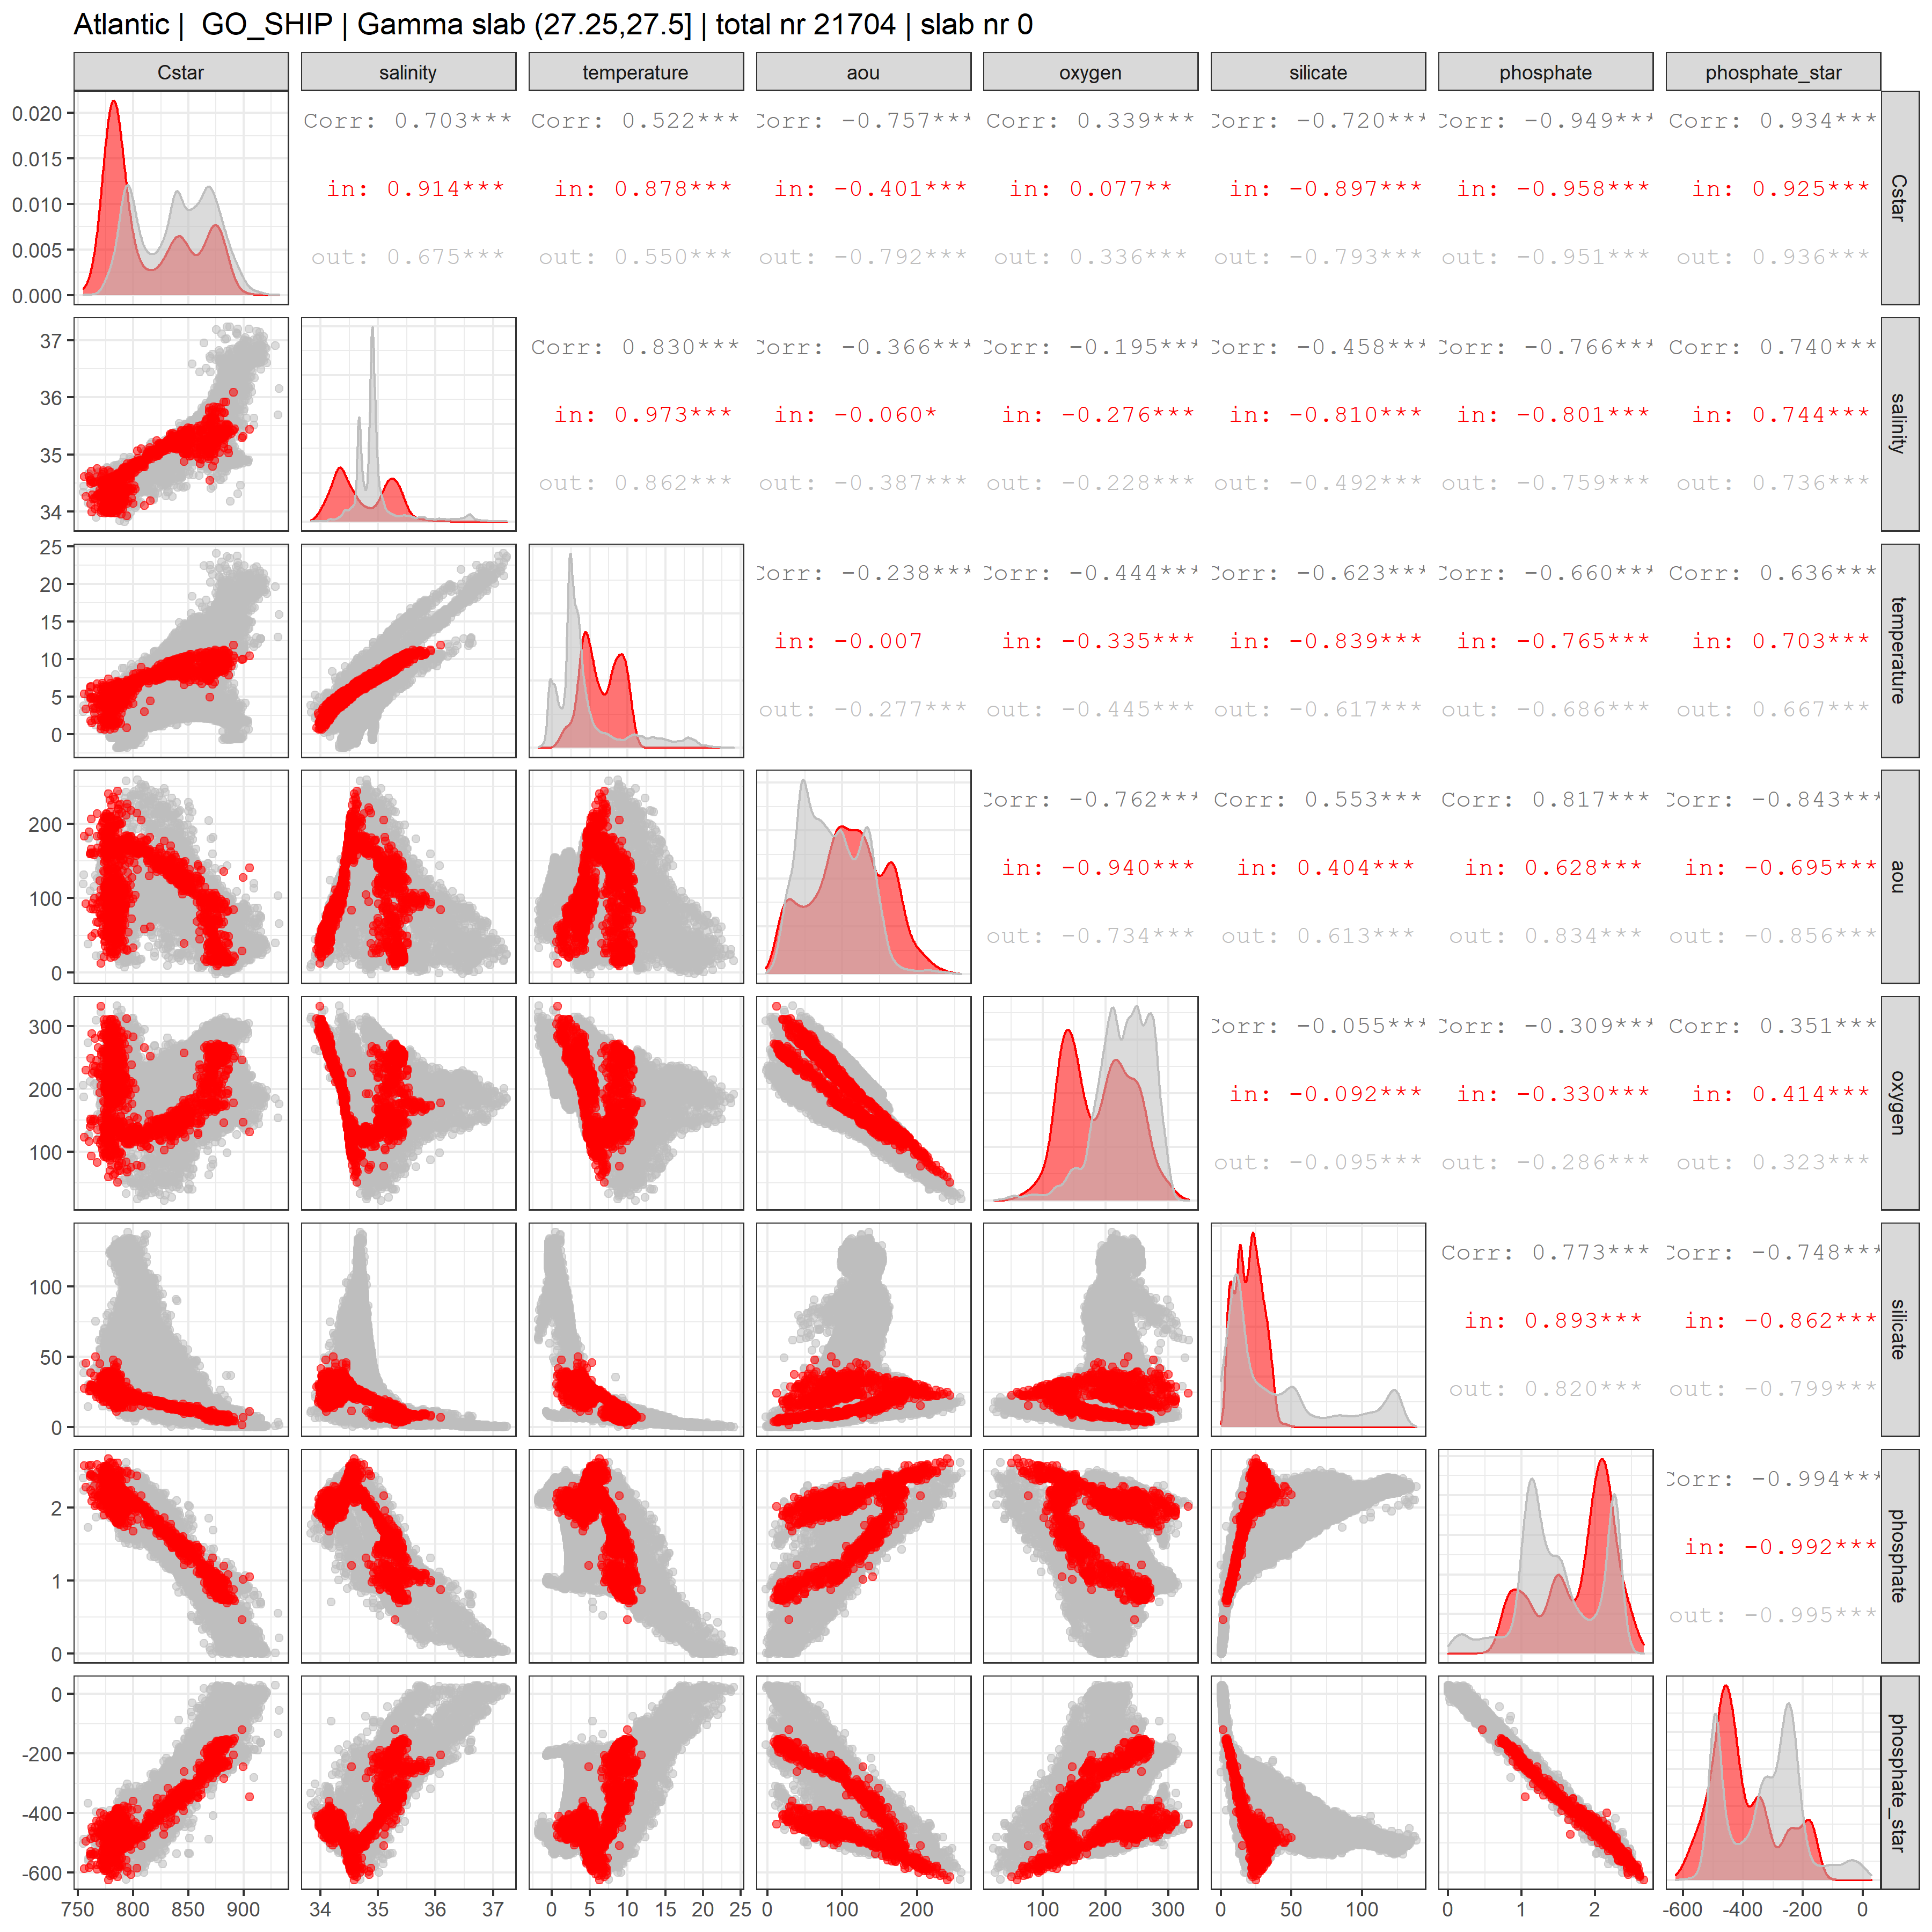 Atlantic |  GO_SHIP | Gamma slab (27.25,27.5] | total nr 21704 | slab nr 0
Cstar salinity temperature aou oxygen silicate phosphate phosphate_star
0.020
0.015
0.010
0.005
0.000
Corr: 0.703*** Corr: 0.522*** Corr: -0.757*** Corr: 0.339*** Corr: -0.720*** Corr: -0.949*** Corr: 0.934***
in: 0.914*** in: 0.878*** in: -0.401*** in: 0.077** in: -0.897*** in: -0.958*** in: 0.925***
out: 0.675*** out: 0.550*** out: -0.792*** out: 0.336*** out: -0.793*** out: -0.951*** out: 0.936***
Cstar
37
36
35
34
Corr: 0.830*** Corr: -0.366*** Corr: -0.195*** Corr: -0.458*** Corr: -0.766*** Corr: 0.740***
in: 0.973*** in: -0.060* in: -0.276*** in: -0.810*** in: -0.801*** in: 0.744***
out: 0.862*** out: -0.387*** out: -0.228*** out: -0.492*** out: -0.759*** out: 0.736***
salinity
25
20
15
10
5
0
Corr: -0.238*** Corr: -0.444*** Corr: -0.623*** Corr: -0.660*** Corr: 0.636***
in: -0.007 in: -0.335*** in: -0.839*** in: -0.765*** in: 0.703***
out: -0.277*** out: -0.445*** out: -0.617*** out: -0.686*** out: 0.667***
temperature
200
100
0
Corr: -0.762*** Corr: 0.553*** Corr: 0.817*** Corr: -0.843***
in: -0.940*** in: 0.404*** in: 0.628*** in: -0.695***
out: -0.734*** out: 0.613*** out: 0.834*** out: -0.856***
aou
300
200
100
Corr: -0.055*** Corr: -0.309*** Corr: 0.351***
in: -0.092*** in: -0.330*** in: 0.414***
out: -0.095*** out: -0.286*** out: 0.323***
oxygen
100
50
0
Corr: 0.773*** Corr: -0.748***
in: 0.893*** in: -0.862***
out: 0.820*** out: -0.799***
silicate
2
1
0
Corr: -0.994***
in: -0.992***
out: -0.995***
phosphate
0
-200
-400
-600
phosphate_star
750 800 850 900 34 35 36 37 0 5 10 15 20 25 0 100 200 100 200 300 0 50 100 0 1 2 -600 -400 -200 0